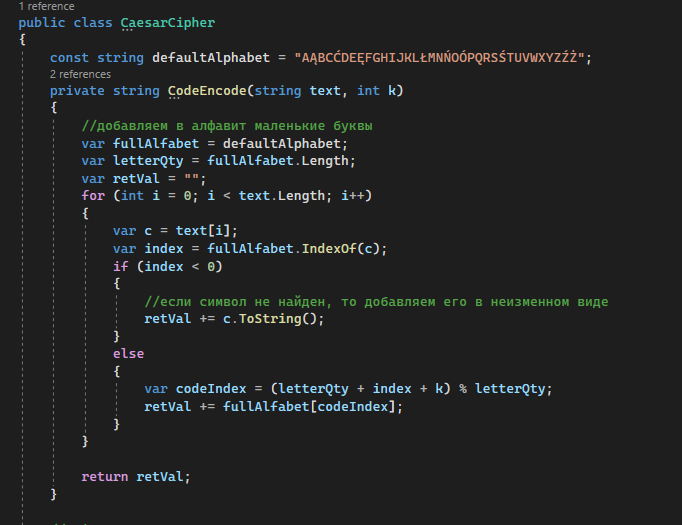 1 reference
public class CaesarCipher
{
const string defaultAlphabet = "AĄBCĆDEĘFGHIJKLŁMNŃOÓPQRSŚTUVWXYZŹŻ";
2 references
private string CodeEncode(string text, int k)
{
//добавляем в алфавит маленькие буквы
var fullAlfabet = defaultAlphabet;
var letterQty = fullAlfabet.Length;
var retVal = "";
for (int i = 0; i < text.Length; i++)
{
var c = text[i];
var index = fullAlfabet.IndexOf(c);
if (index < 0)
{
//если символ не найден, то добавляем его в неизменном виде
retVal += c.ToString();
}
else
{
var codeIndex = (letterQty + index + k) % letterQty;
retVal += fullAlfabet[codeIndex];
}
}
return retVal;
}